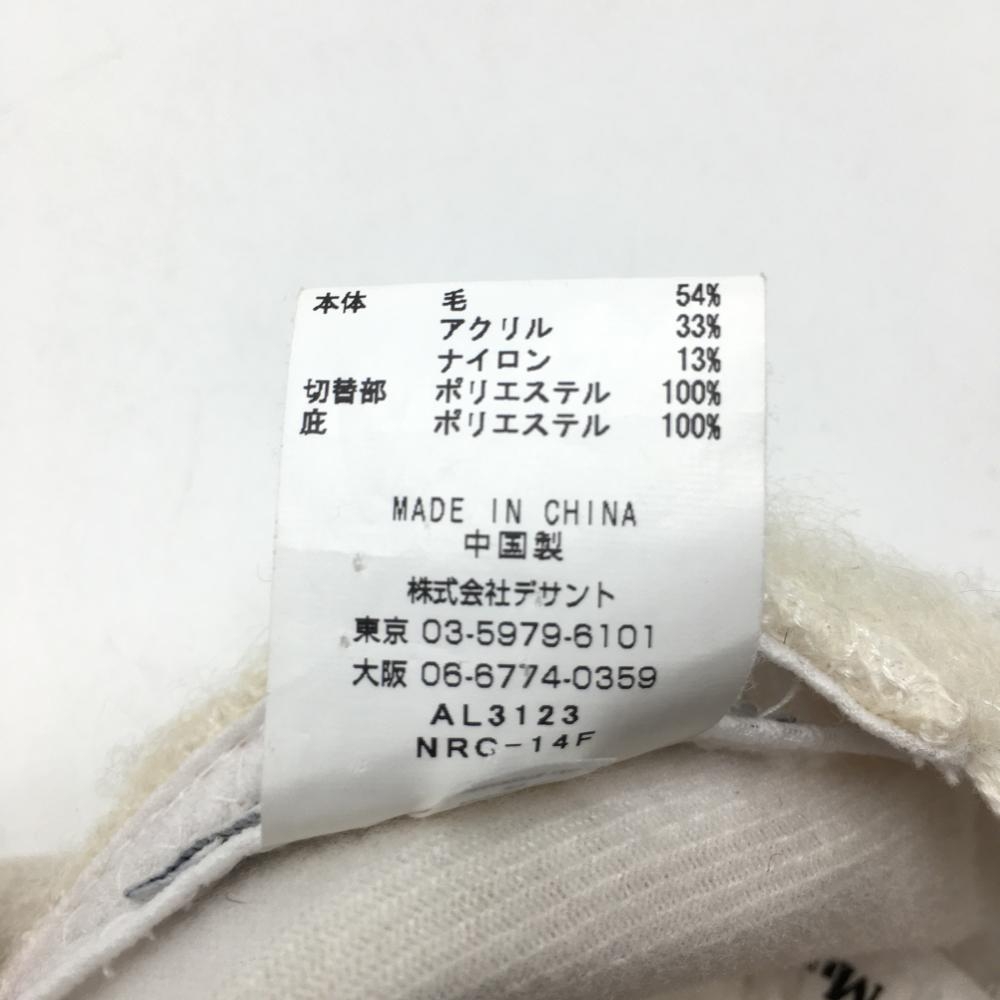 本体 毛 54%
アクリル 33%
ナイロン 13%
切替部 ポリエステル 100%
庇 ポリエステル 100%
MADE IN CHINA
中国製
株式会社デサント
東京 03-5979-6101
大阪 06-6774-0359
AL3123